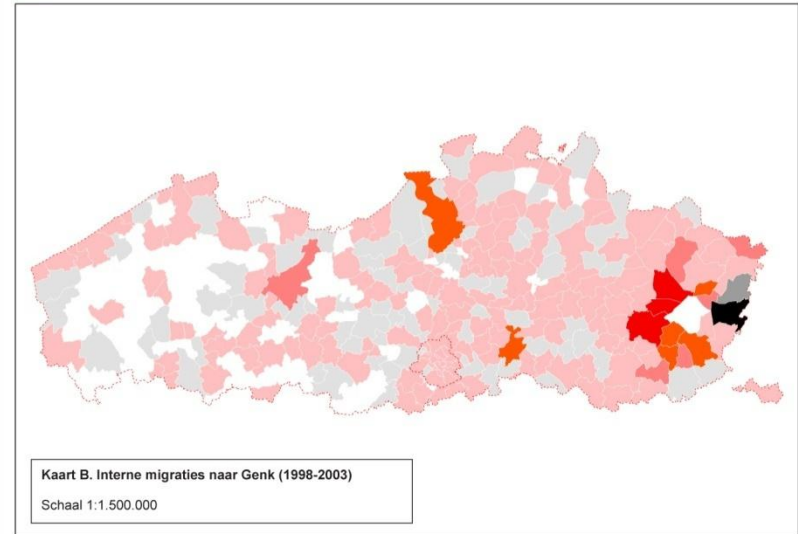 Kaart B. Interne migraties naar Genk (1998-2003)
Schaal 1:1.500.000